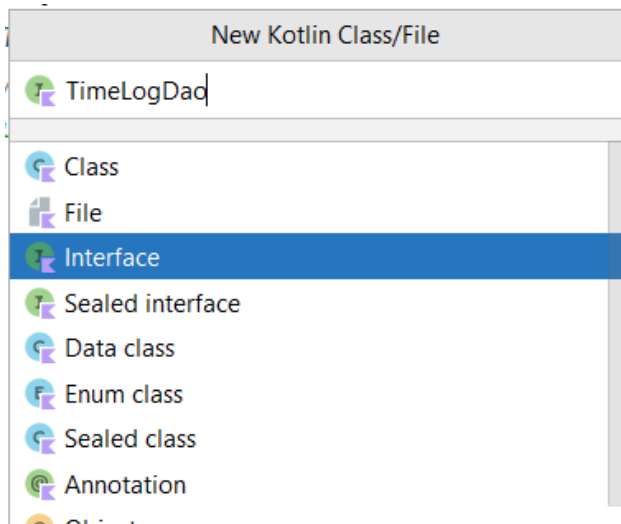 New Kotlin Class/File
TimeLogDao
Class
File
Interface
Sealed interface
Data class
Enum class
Sealed class
Annotation